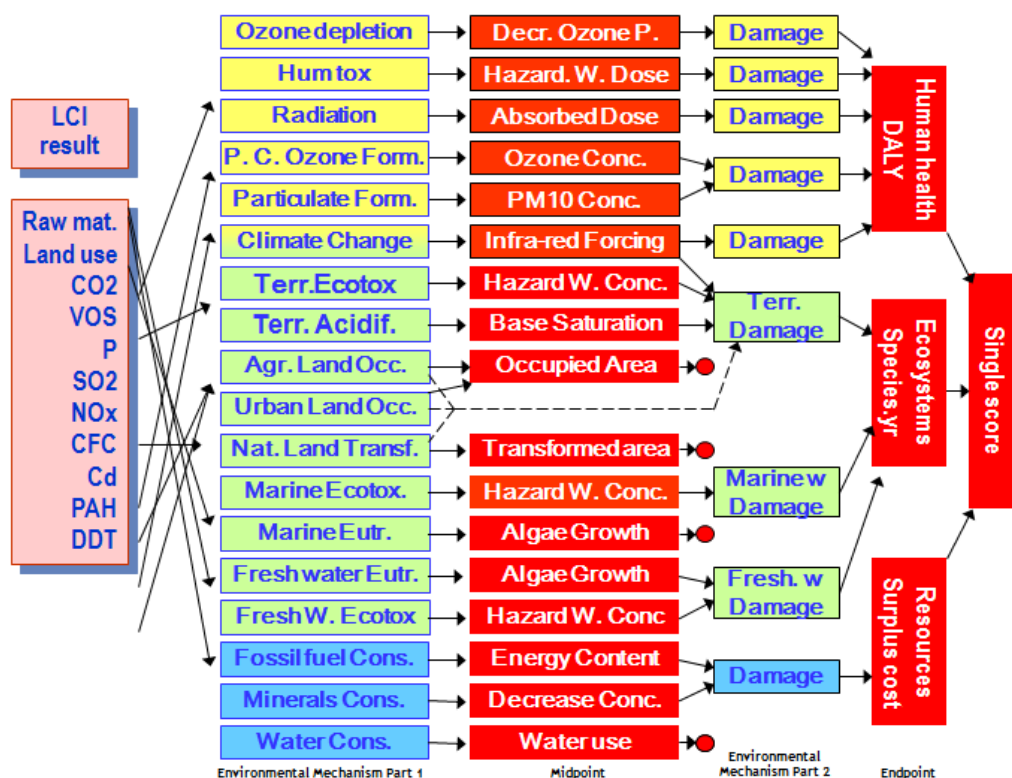 LCI
result
Raw mat.
Land use
CO2
VOS
P
SO2
NOx
CFC
Cd
PAH
DDT
Ozone depletion
Hum tox
Radiation
P. C. Ozone Form.
Particulate Form.
Climate Change
Terr.Ecotox
Terr. Acidif.
Agr. Land Occ.
Urban Land Occ.
Nat. Land Transf.
Marine Ecotox.
Marine Eutr.
Fresh water Eutr.
Fresh W. Ecotox
Fossil fuel Cons.
Minerals Cons.
Water Cons.
Environmental Mechanism Part 1
Decr. Ozone P.
Hazard. W. Dose
Absorbed Dose
Ozone Conc.
PM10 Conc.
Infra-red Forcing
Hazard W. Conc.
Base Saturation
Occupied Area
Transformed area
Hazard W. Conc.
Algae Growth
Algae Growth
Hazard W. Conc
Energy Content
Decrease Conc.
Water use
Midpoint
Damage
Damage
Damage
Damage
Damage
Terr.
Damage
Marine w
Damage
Fresh. w
Damage
Damage
Environmental
Mechanism Part 2
Human health
DALY
Ecosystems
Species.yr
Resources
Surplus cost
Endpoint
Single score